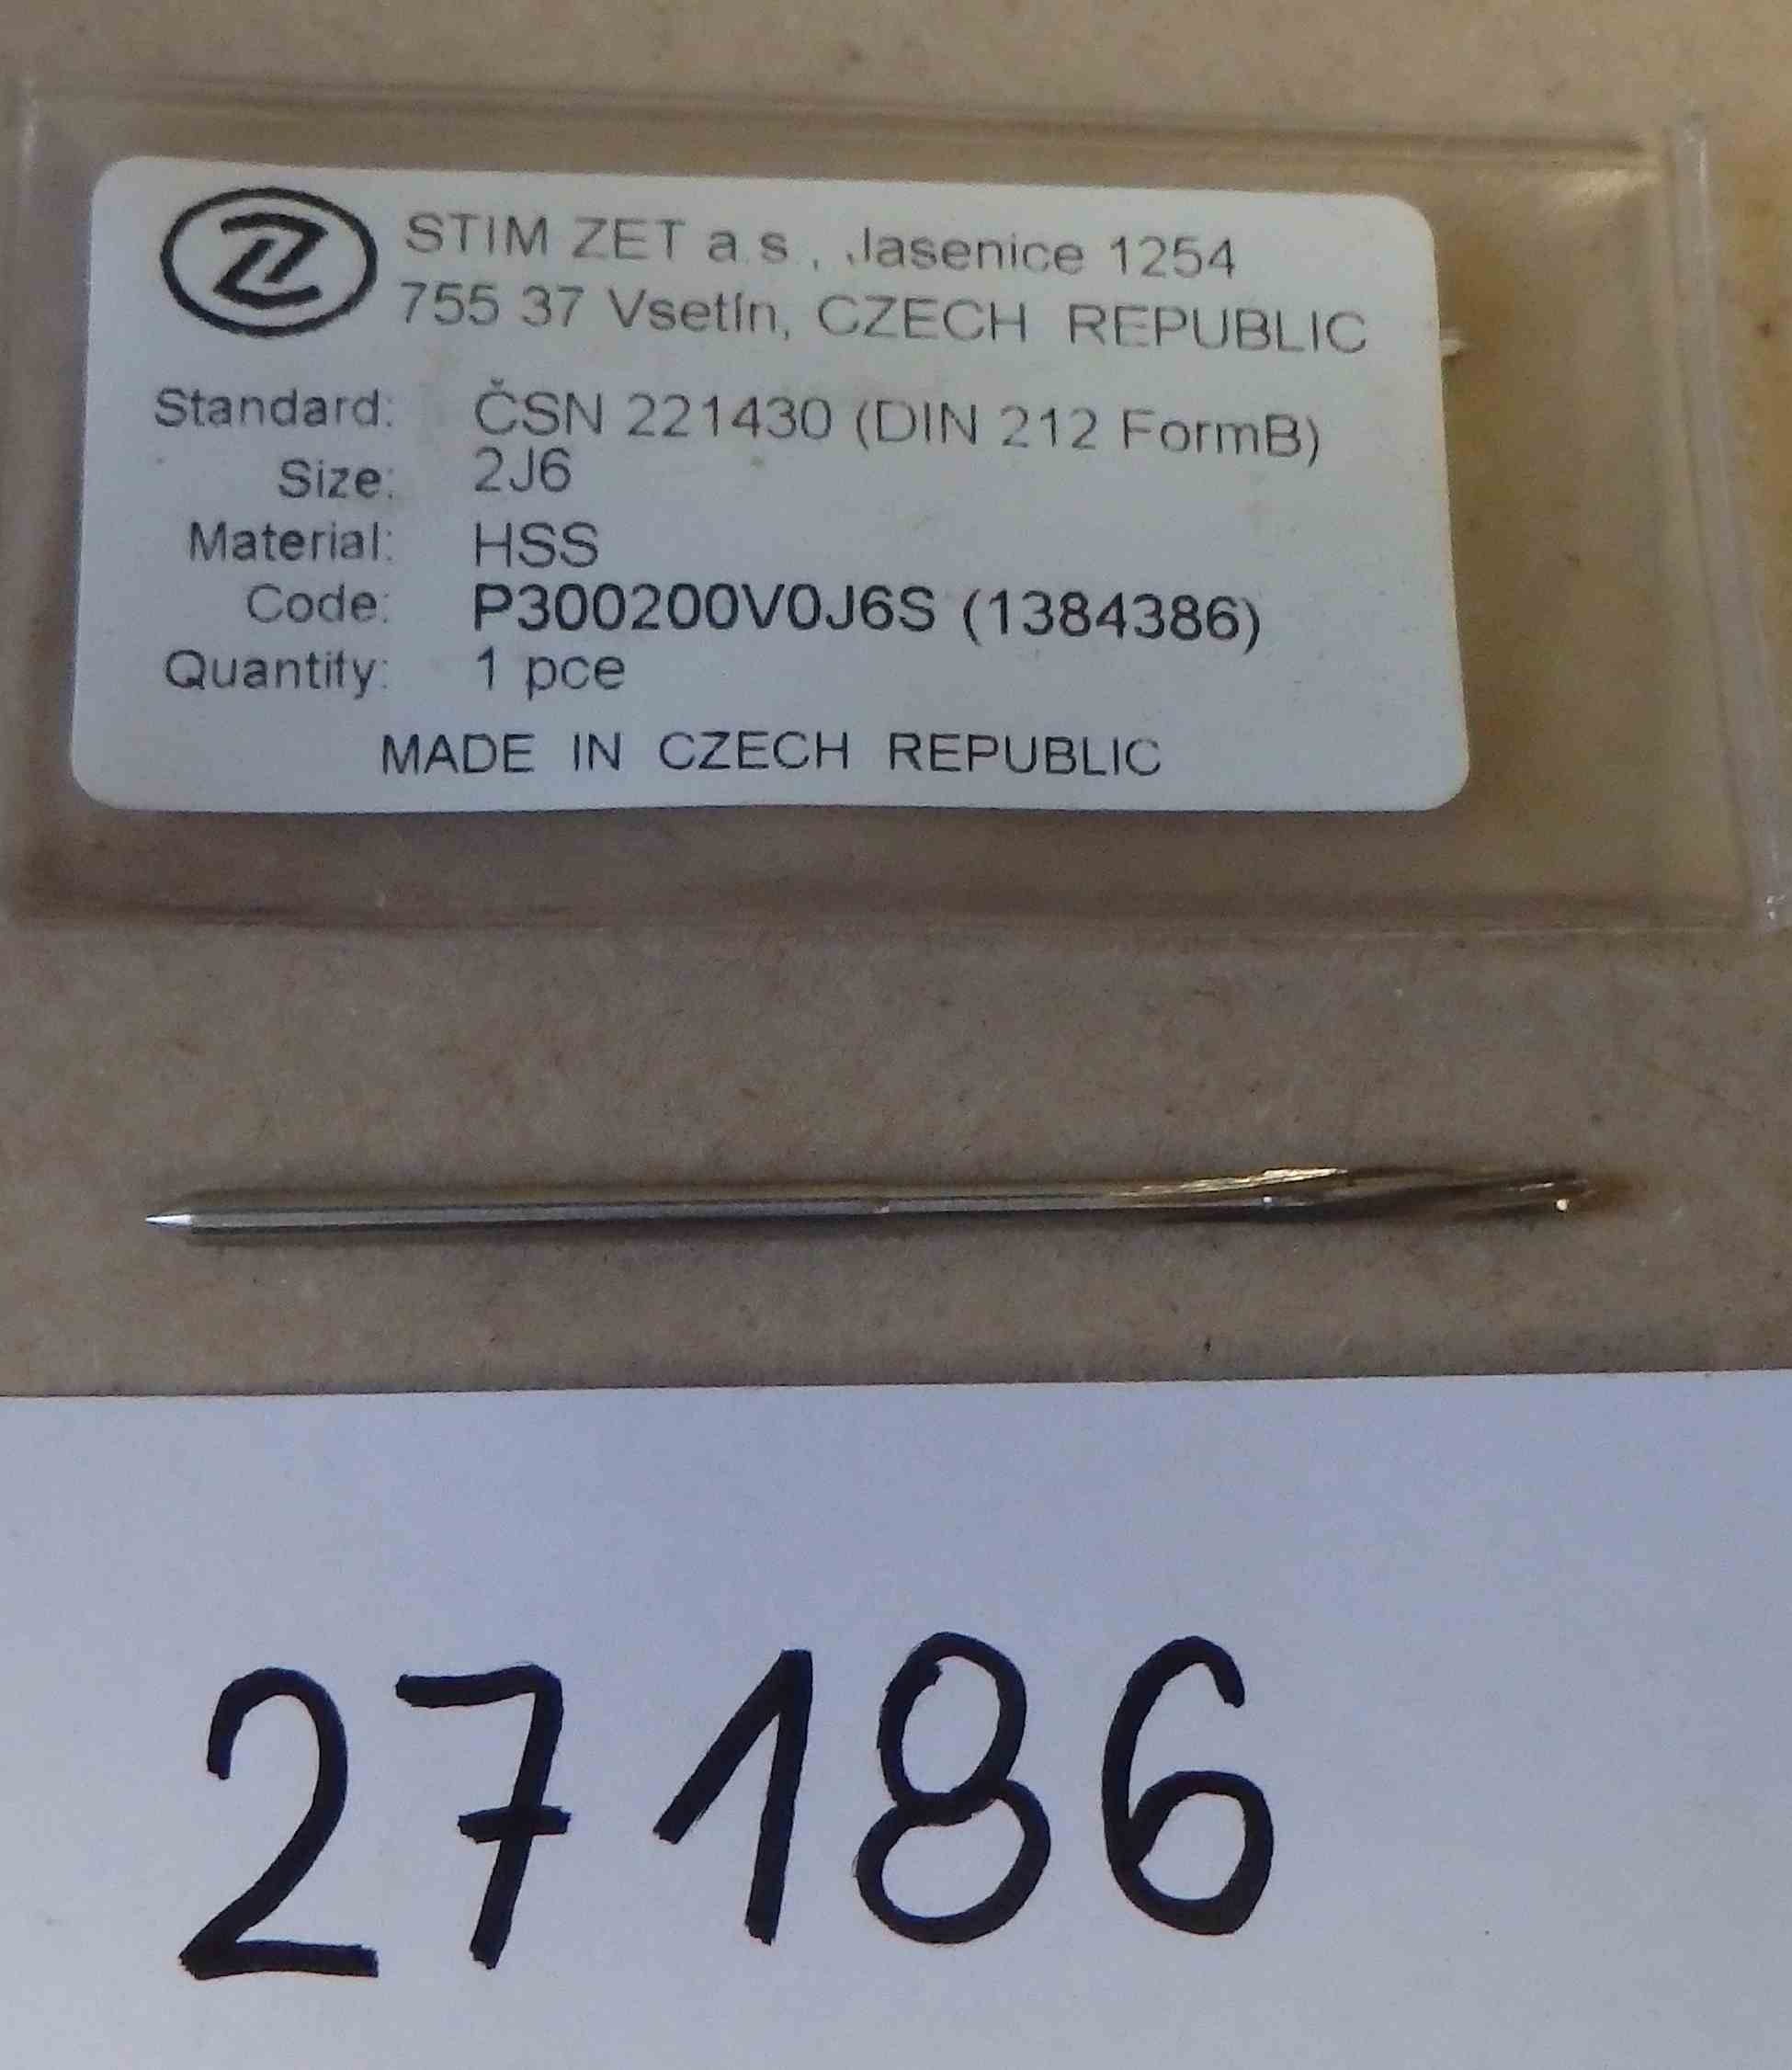 STIM ZET a.s., Jasenice 1254
755 37 Vsetín, CZECH REPUBLIC
Standard: ČSN 221430 (DIN 212 FormB)
Size: 2J6
Material: HSS
Code: P300200V0J6S (1384386)
Quantity: 1 pce
MADE IN CZECH REPUBLIC
27186